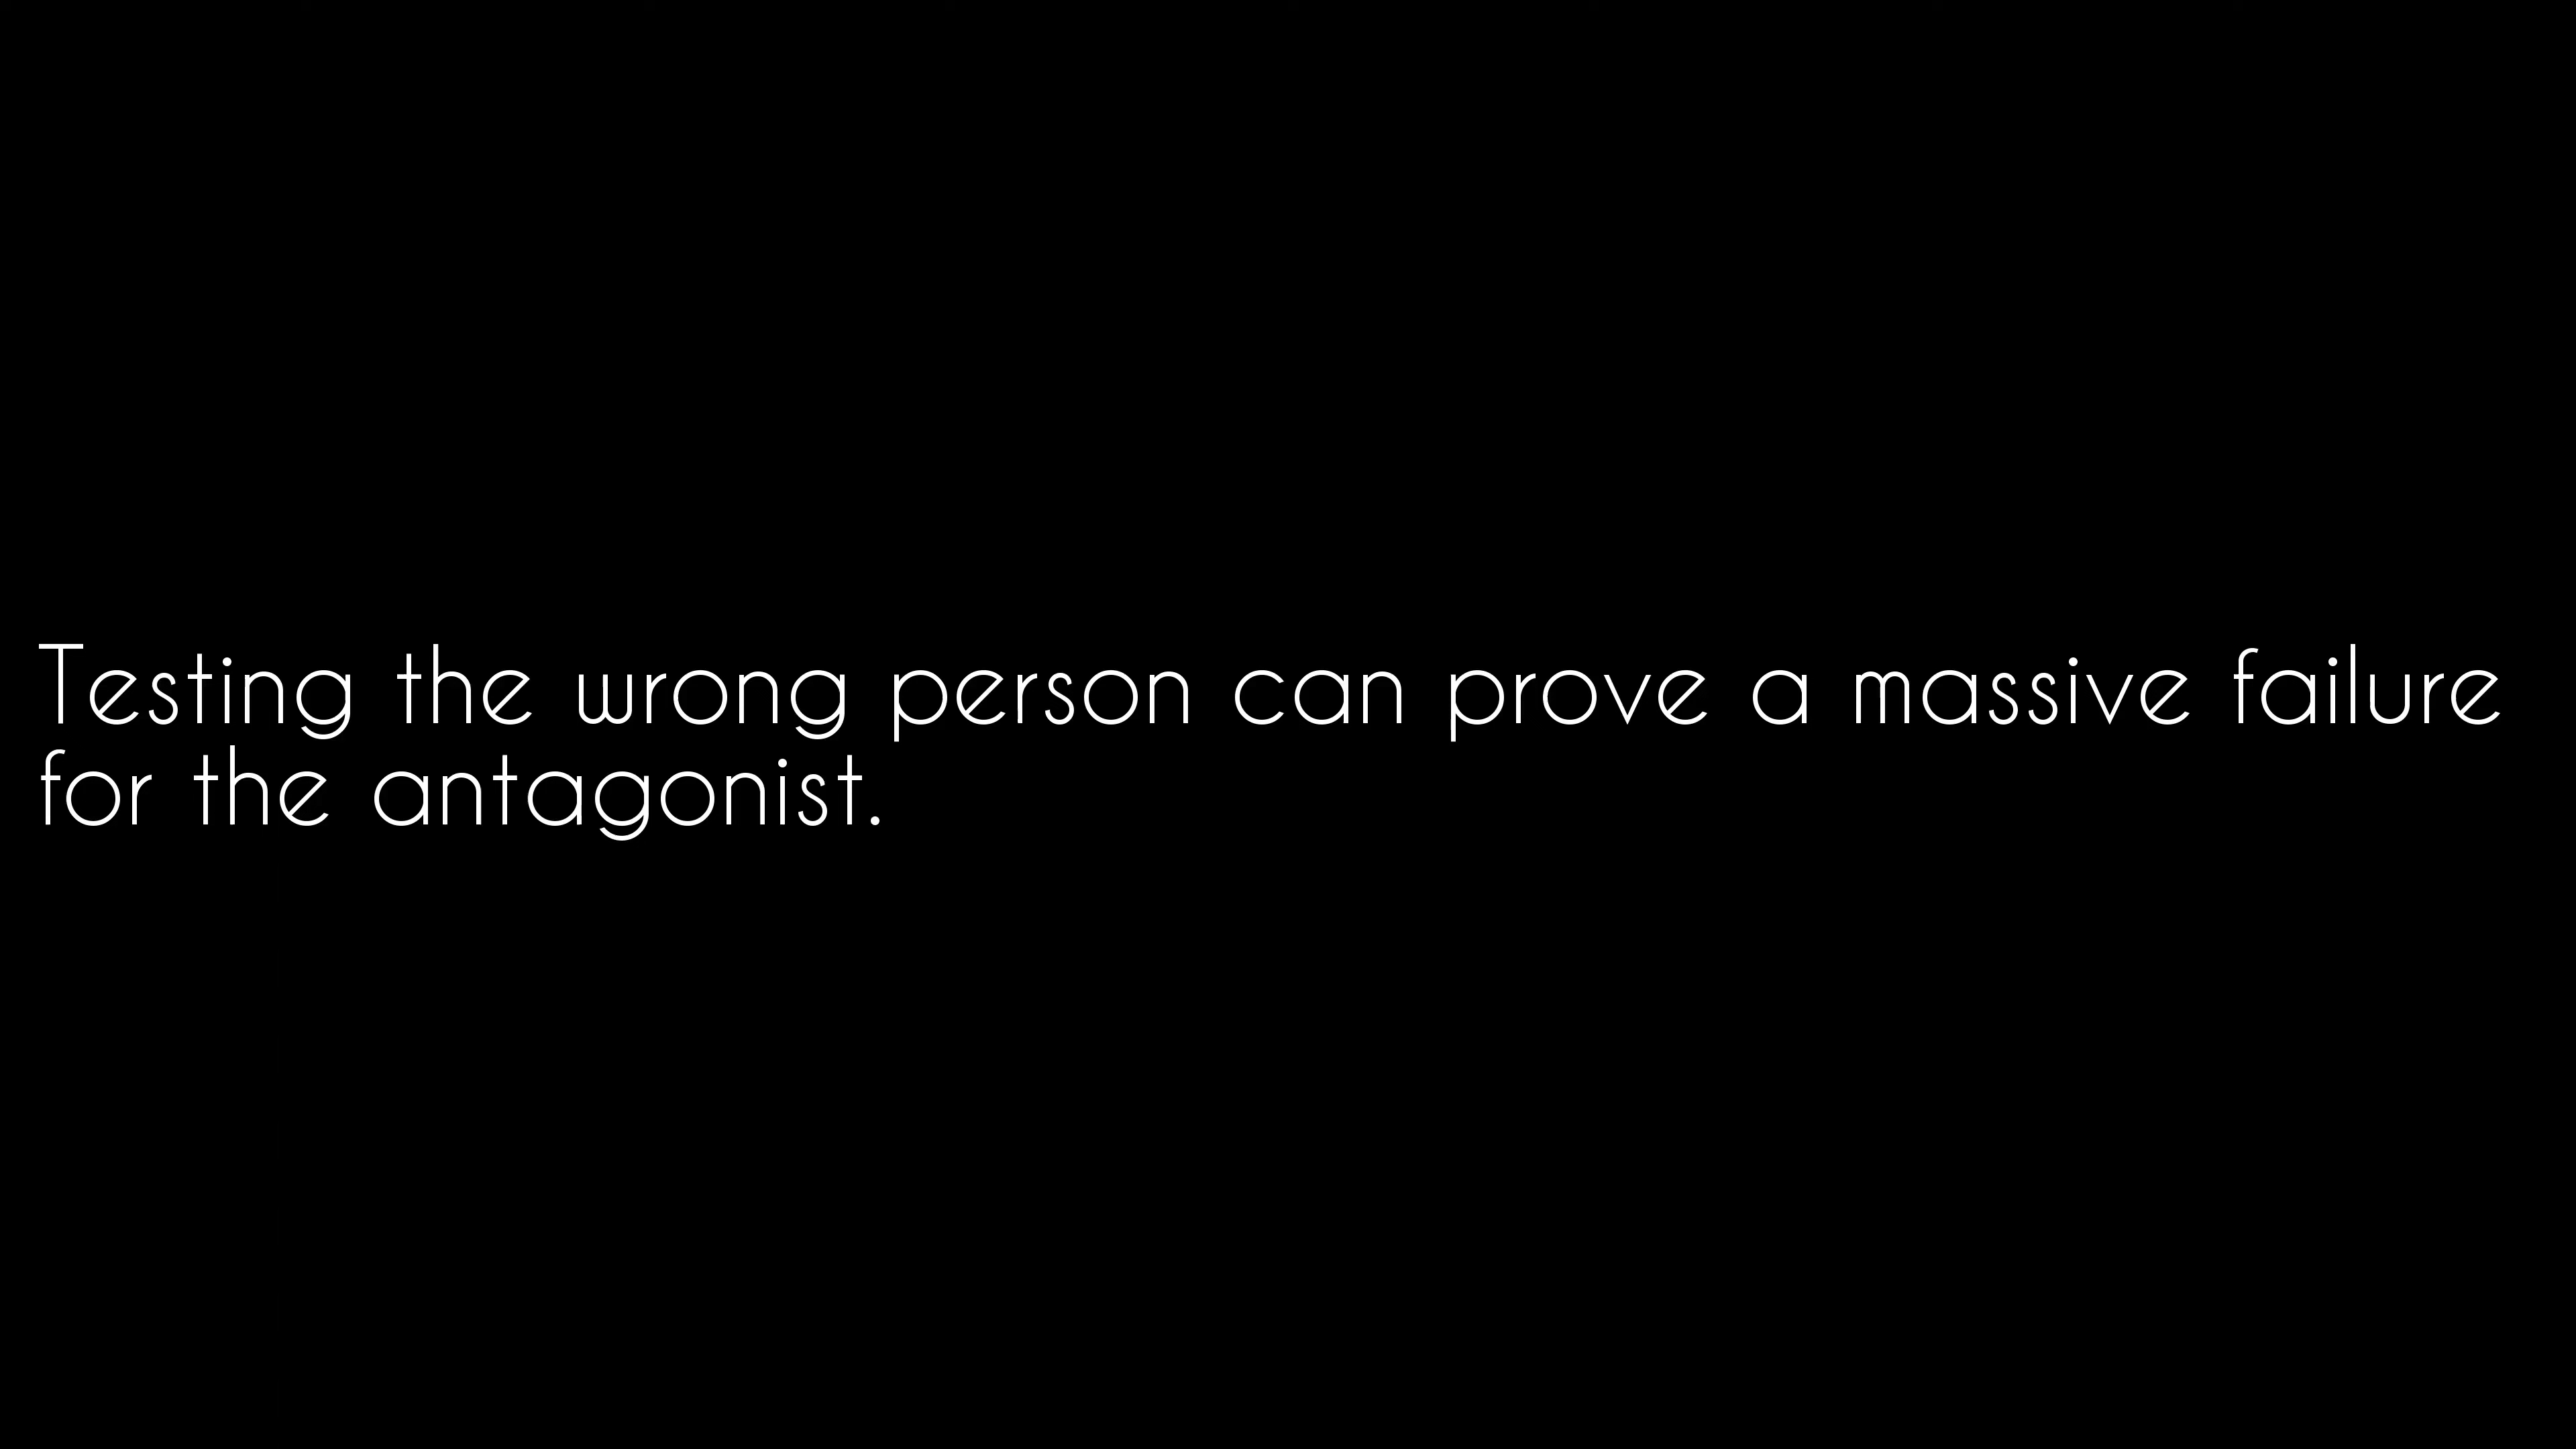 Testing the wrong person can prove a massive failure
for the antagonist.